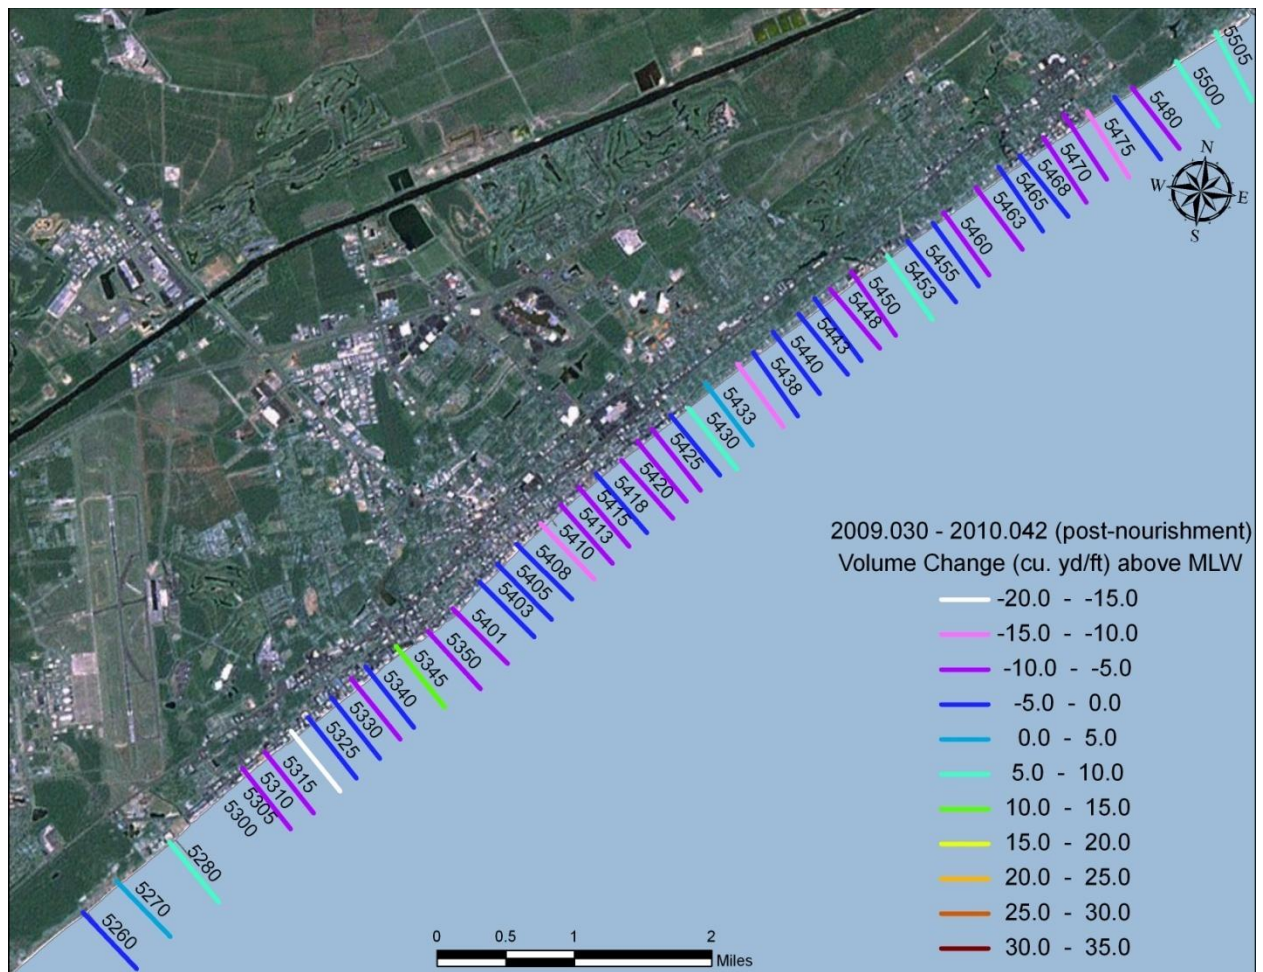 5505
5500
5480
5475
5470
5468
5465
5463
5460
5455
5453
5450
5448
5443
5440
5438
5433
5430
5425
5420
5418
5415
5413
5410
5408
5405
5403
5401
5350
5345
5340
5330
5325
5315
5310
5305
5300
5280
5270
5260
N
W
E
S
2009.030 - 2010.042 (post-nourishment)
Volume Change (cu. yd/ft) above MLW
-20.0 - -15.0
-15.0 - -10.0
-10.0 - -5.0
-5.0 - 0.0
0.0 - 5.0
5.0 - 10.0
10.0 - 15.0
15.0 - 20.0
20.0 - 25.0
25.0 - 30.0
30.0 - 35.0
0 0.5 1 2
Miles